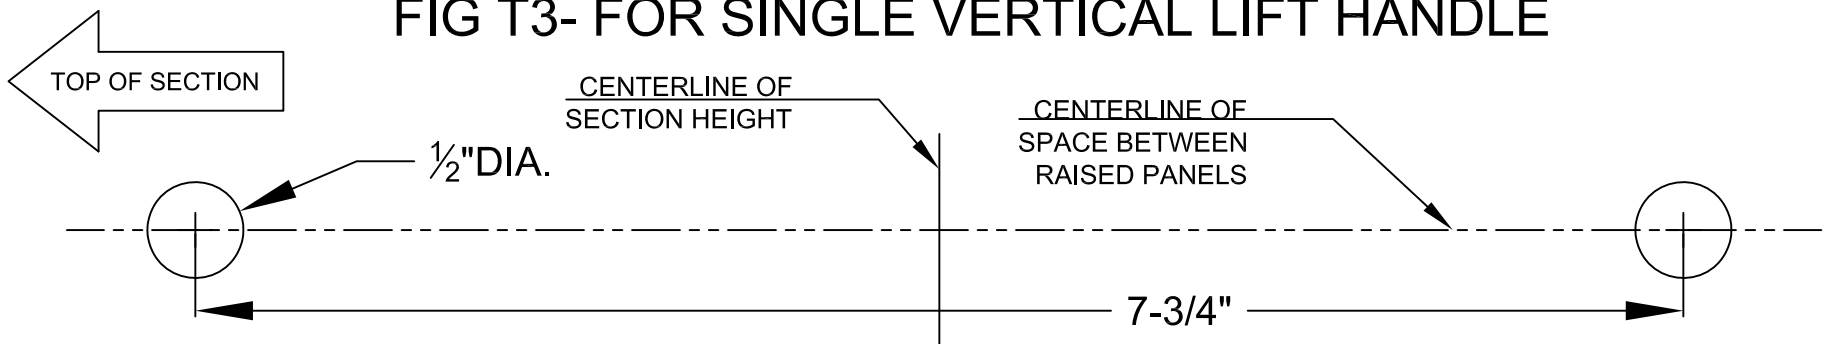 FIG T3- FOR SINGLE VERTICAL LIFT HANDLE
TOP OF SECTION
CENTERLINE OF
SECTION HEIGHT
CENTERLINE OF
SPACE BETWEEN
RAISED PANELS
½"DIA.
7-3/4"